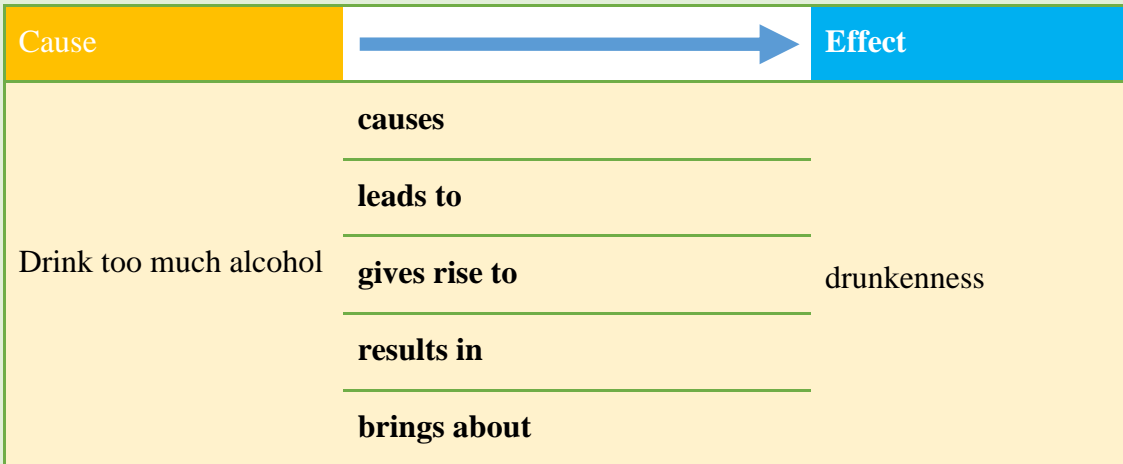 Cause
Effect
causes
leads to
Drink too much alcohol
gives rise to
drunkenness
results in
brings about